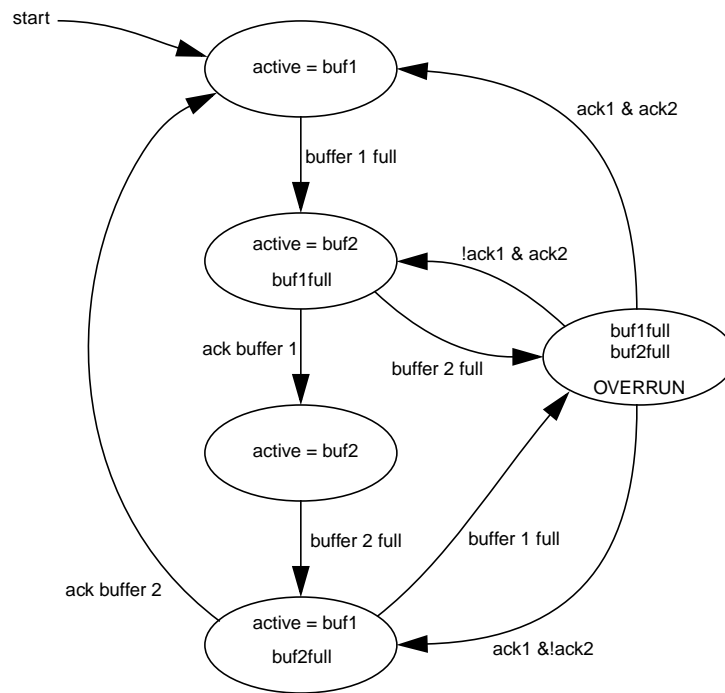 start
active = buf1
ack1 & ack2
buffer 1 full
active = buf2
buf1full
!ack1 & ack2
buf1full
buf2full
OVERRUN
ack buffer 1
buffer 2 full
active = buf2
buffer 2 full
buffer 1 full
ack buffer 2
active = buf1
buf2full
ack1 &!ack2